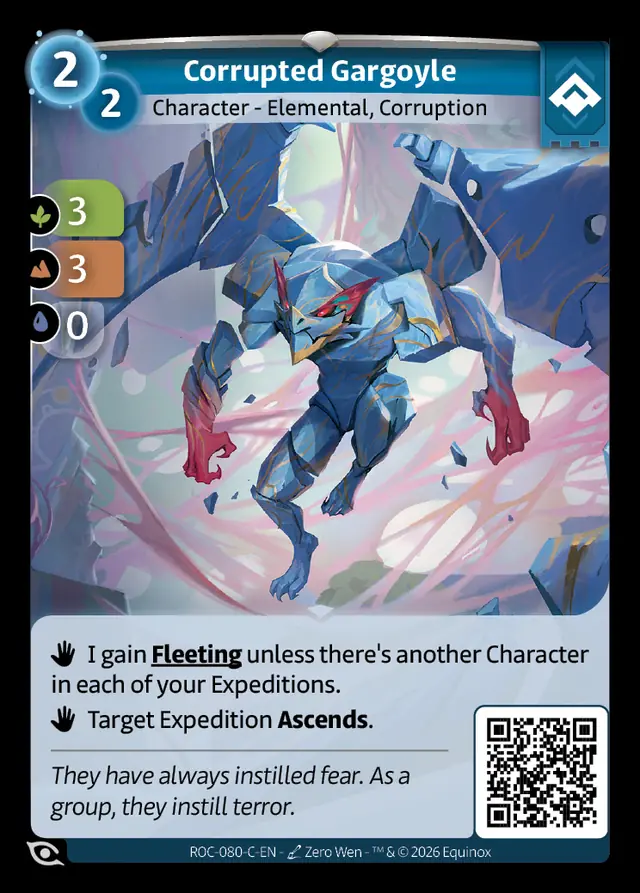 2
2
Corrupted Gargoyle
Character - Elemental, Corruption
3
3
0
I gain Fleeting unless there's another Character
in each of your Expeditions.
Target Expedition Ascends.
They have always instilled fear. As a
group, they instill terror.
ROC-080-C-EN - Zero Wen - ™ & © 2026 Equinox